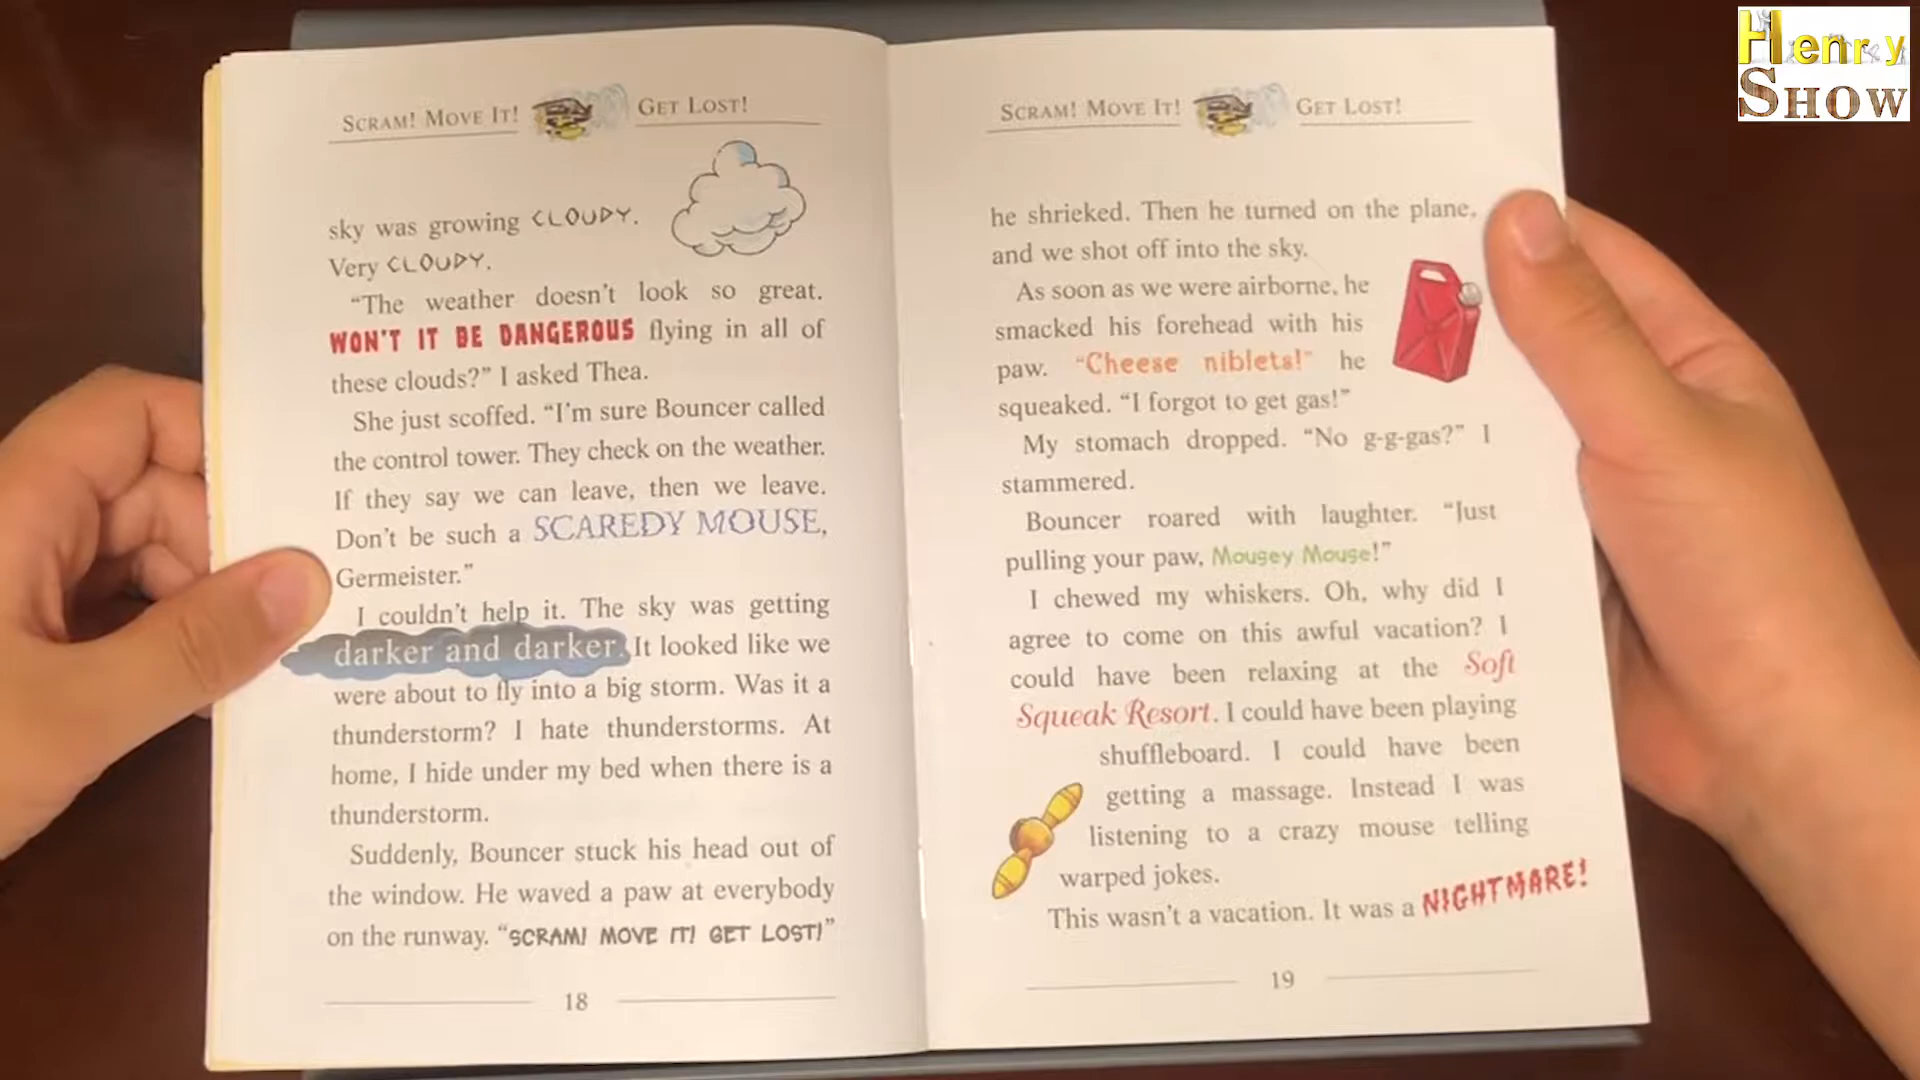 Henry
SHOW
SCRAM! MOVE IT! GET LOST!
sky was growing CLOUDY.
Very CLOUDY.
“The weather doesn’t look so great.
WON’T IT BE DANGEROUS flying in all of
these clouds?” I asked Thea.
She just scoffed. “I’m sure Bouncer called
the control tower. They check on the weather.
If they say we can leave, then we leave.
Don’t be such a SCAREDY MOUSE,
Germeister.”
I couldn’t help it. The sky was getting
darker and darker. It looked like we
were about to fly into a big storm. Was it a
thunderstorm? I hate thunderstorms. At
home, I hide under my bed when there is a
thunderstorm.
Suddenly, Bouncer stuck his head out of
the window. He waved a paw at everybody
on the runway. “SCRAM! MOVE IT! GET LOST!”
18
SCRAM! MOVE IT! GET LOST!
he shrieked. Then he turned on the plane,
and we shot off into the sky.
As soon as we were airborne, he
smacked his forehead with his
paw. “Cheese niblets!” he
squeaked. “I forgot to get gas!”
My stomach dropped. “No g-g-gas?” I
stammered.
Bouncer roared with laughter. “Just
pulling your paw, Mousey Mouse!”
I chewed my whiskers. Oh, why did I
agree to come on this awful vacation? I
could have been relaxing at the Soft
Squeak Resort. I could have been playing
shuffleboard. I could have been
getting a massage. Instead I was
listening to a crazy mouse telling
warped jokes.
This wasn’t a vacation. It was a NIGHTMARE!
19